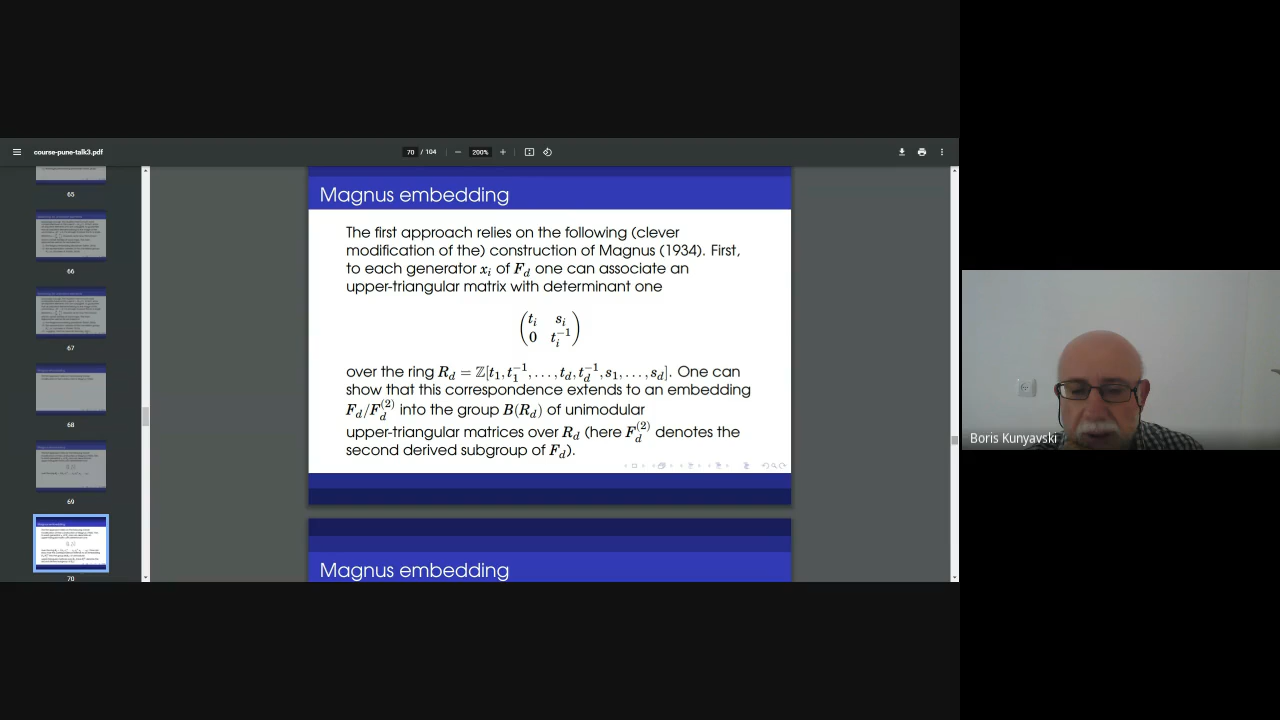 course-pune-talk3.pdf
70 / 104
200%
65
66
67
68
69
70
Magnus embedding
The first approach relies on the following (clever
modification of the) construction of Magnus (1934). First,
to each generator x_i of F_d one can associate an
upper-triangular matrix with determinant one
t_i s_i
0 t_i^{-1}
over the ring R_d = ℤ[t_1, t_1^{-1}, …, t_d, t_d^{-1}, s_1, …, s_d]. One can
show that this correspondence extends to an embedding
F_d/F_d^{(2)} into the group B(R_d) of unimodular
upper-triangular matrices over R_d (here F_d^{(2)} denotes the
second derived subgroup of F_d).
Magnus embedding
Boris Kunyavski